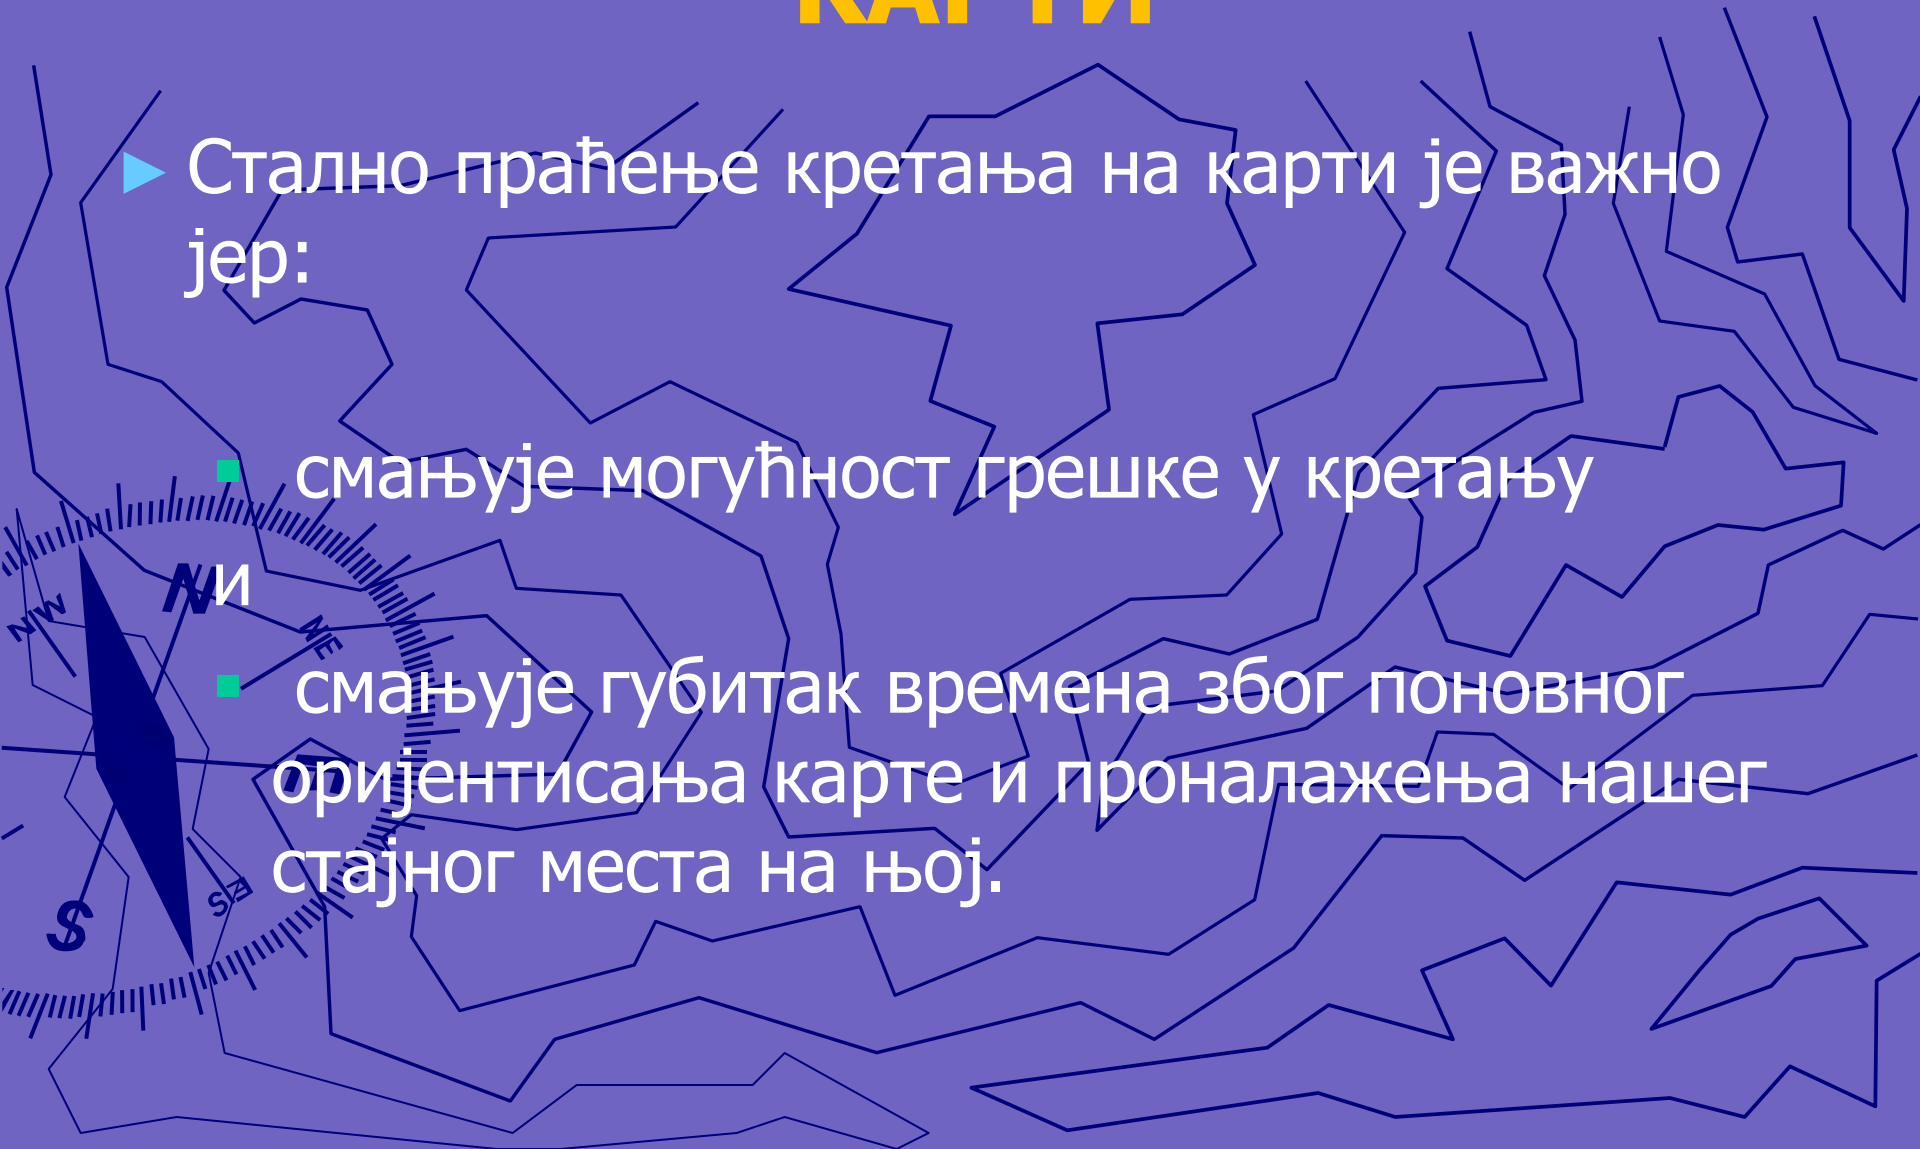 КАРТИ
Стално праћење кретања на карти је важно
јер:
смањује могућност грешке у кретању
и
смањује губитак времена због поновног
оријентисања карте и проналажења нашег
стајног места на њој.
N
NW
NE
E
SE
S